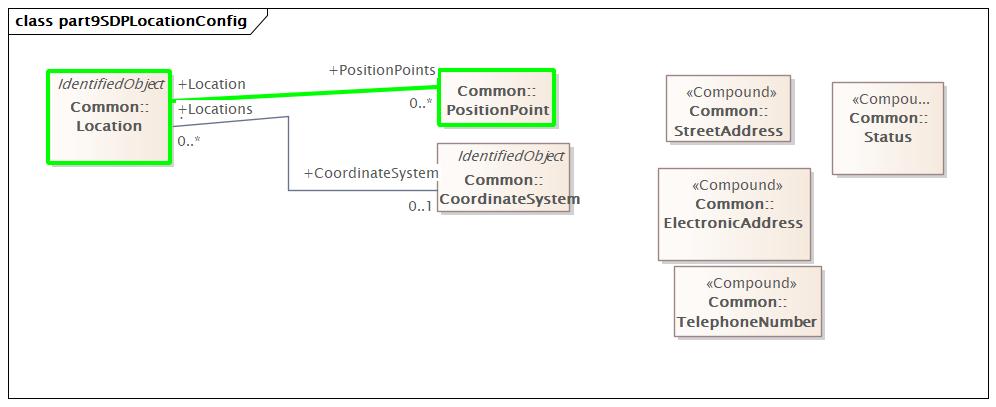 class part9SDPLocationConfig
IdentifiedObject
Common::
Location
+Location
+PositionPoints
0..*
+Locations
0..*
Common::
PositionPoint
+CoordinateSystem
0..1
IdentifiedObject
Common::
CoordinateSystem
«Compound»
Common::
StreetAddress
«Compou...
Common::
Status
«Compound»
Common::
ElectronicAddress
«Compound»
Common::
TelephoneNumber